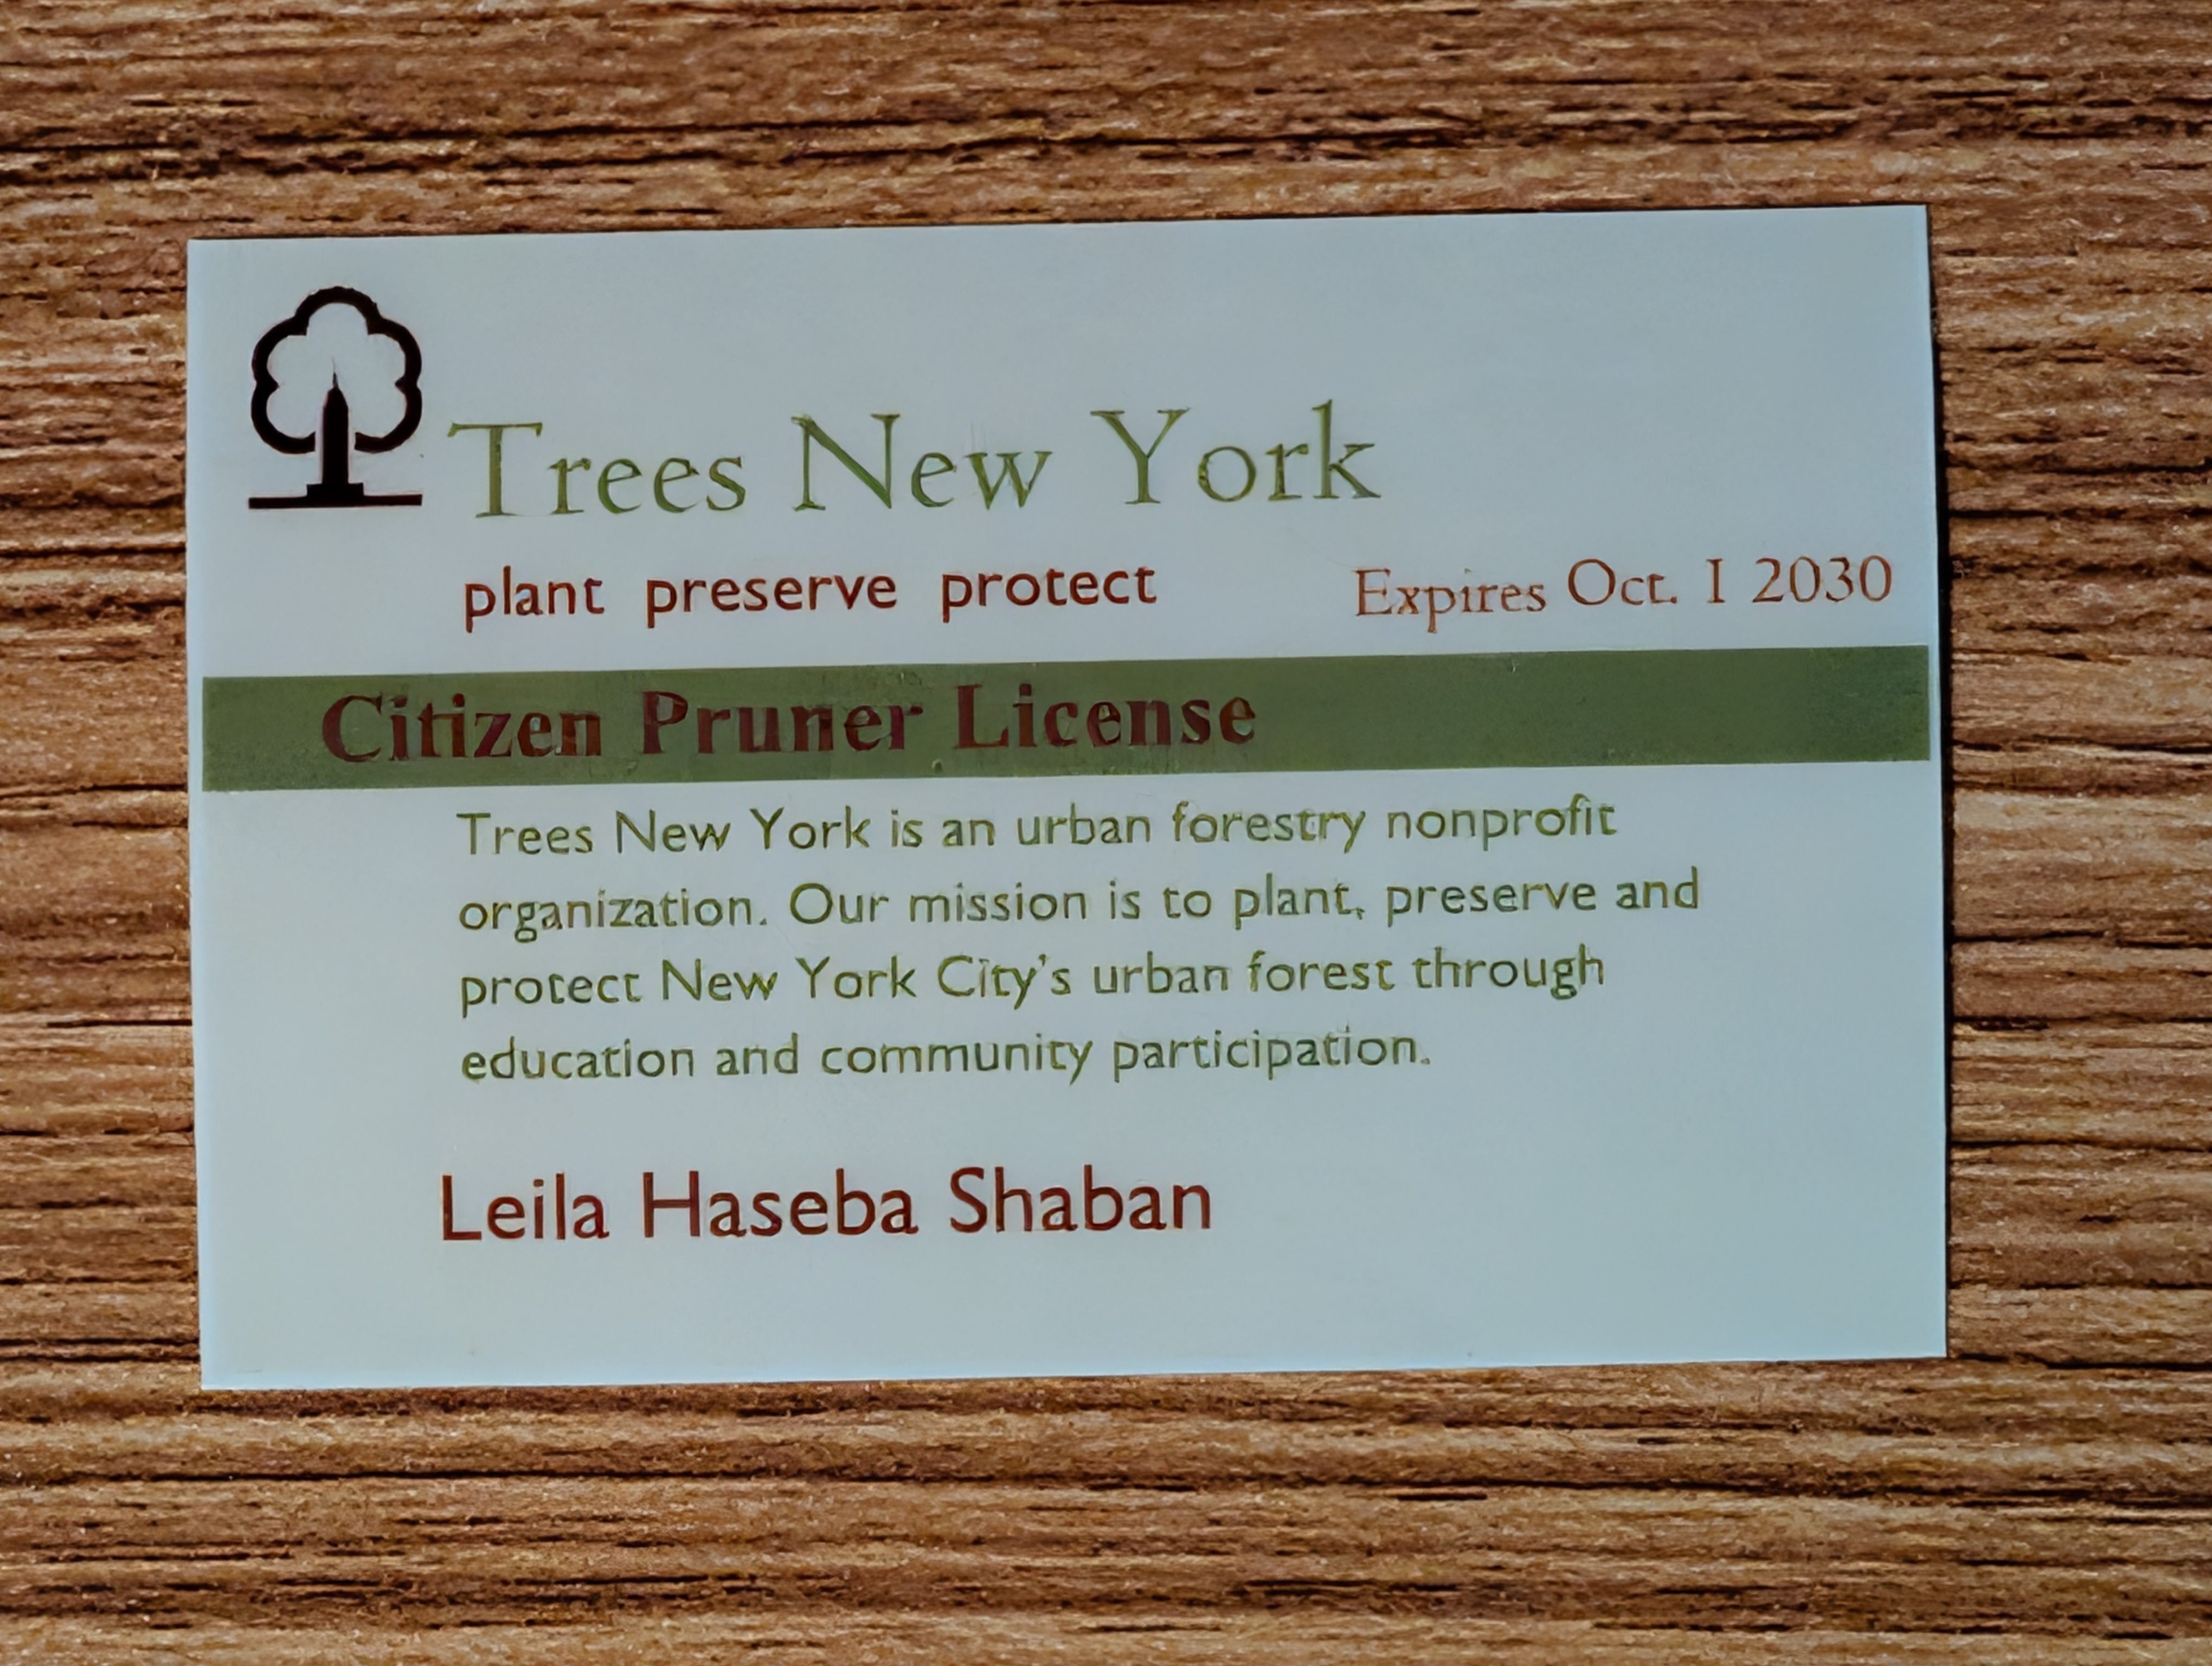 Trees New York
plant preserve protect
Expires Oct. 1 2030
Citizen Pruner License
Trees New York is an urban forestry nonprofit
organization. Our mission is to plant, preserve and
protect New York City's urban forest through
education and community participation.
Leila Haseba Shaban